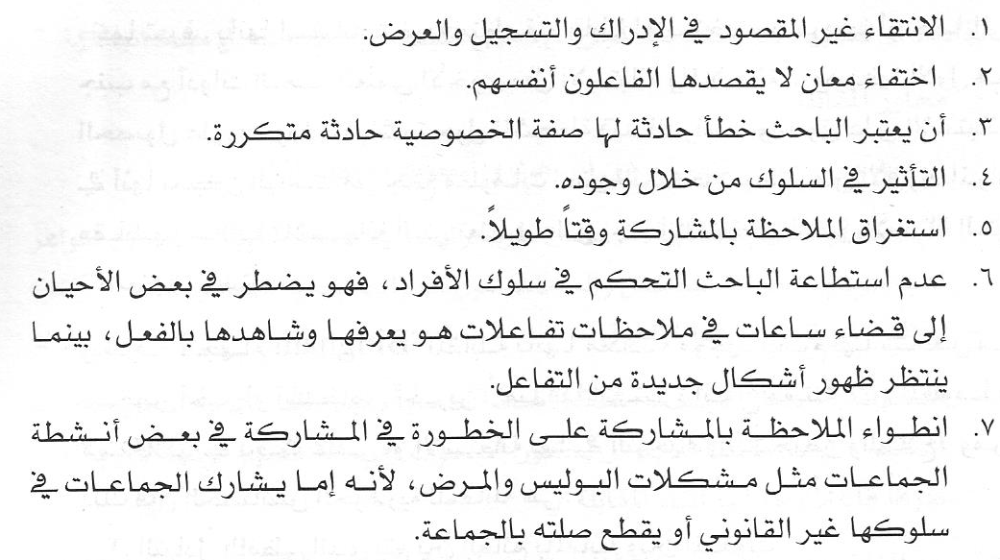 ١. الانتقاء غير المقصود في الإدراك والتسجيل والعرض.
٢. اختفاء معان لا يقصدها الفاعلون أنفسهم.
٣. أن يعتبر الباحث خطأ حادثة لها صفة الخصوصية حادثة متكررة.
٤. التأثير في السلوك من خلال وجوده.
٥. استغراق الملاحظة بالمشاركة وقتاً طويلاً.
٦. عدم استطاعة الباحث التحكم في سلوك الأفراد، فهو يضطر في بعض الأحيان
إلى قضاء ساعات في ملاحظات تفاعلات هو يعرفها وشاهدها بالفعل، بينما
ينتظر ظهور أشكال جديدة من التفاعل.
٧. انطواء الملاحظة بالمشاركة على الخطورة في المشاركة في بعض أنشطة
الجماعات مثل مشكلات البوليس والمرض، لأنه إما يشارك الجماعات في
سلوكها غير القانوني أو يقطع صلته بالجماعة.